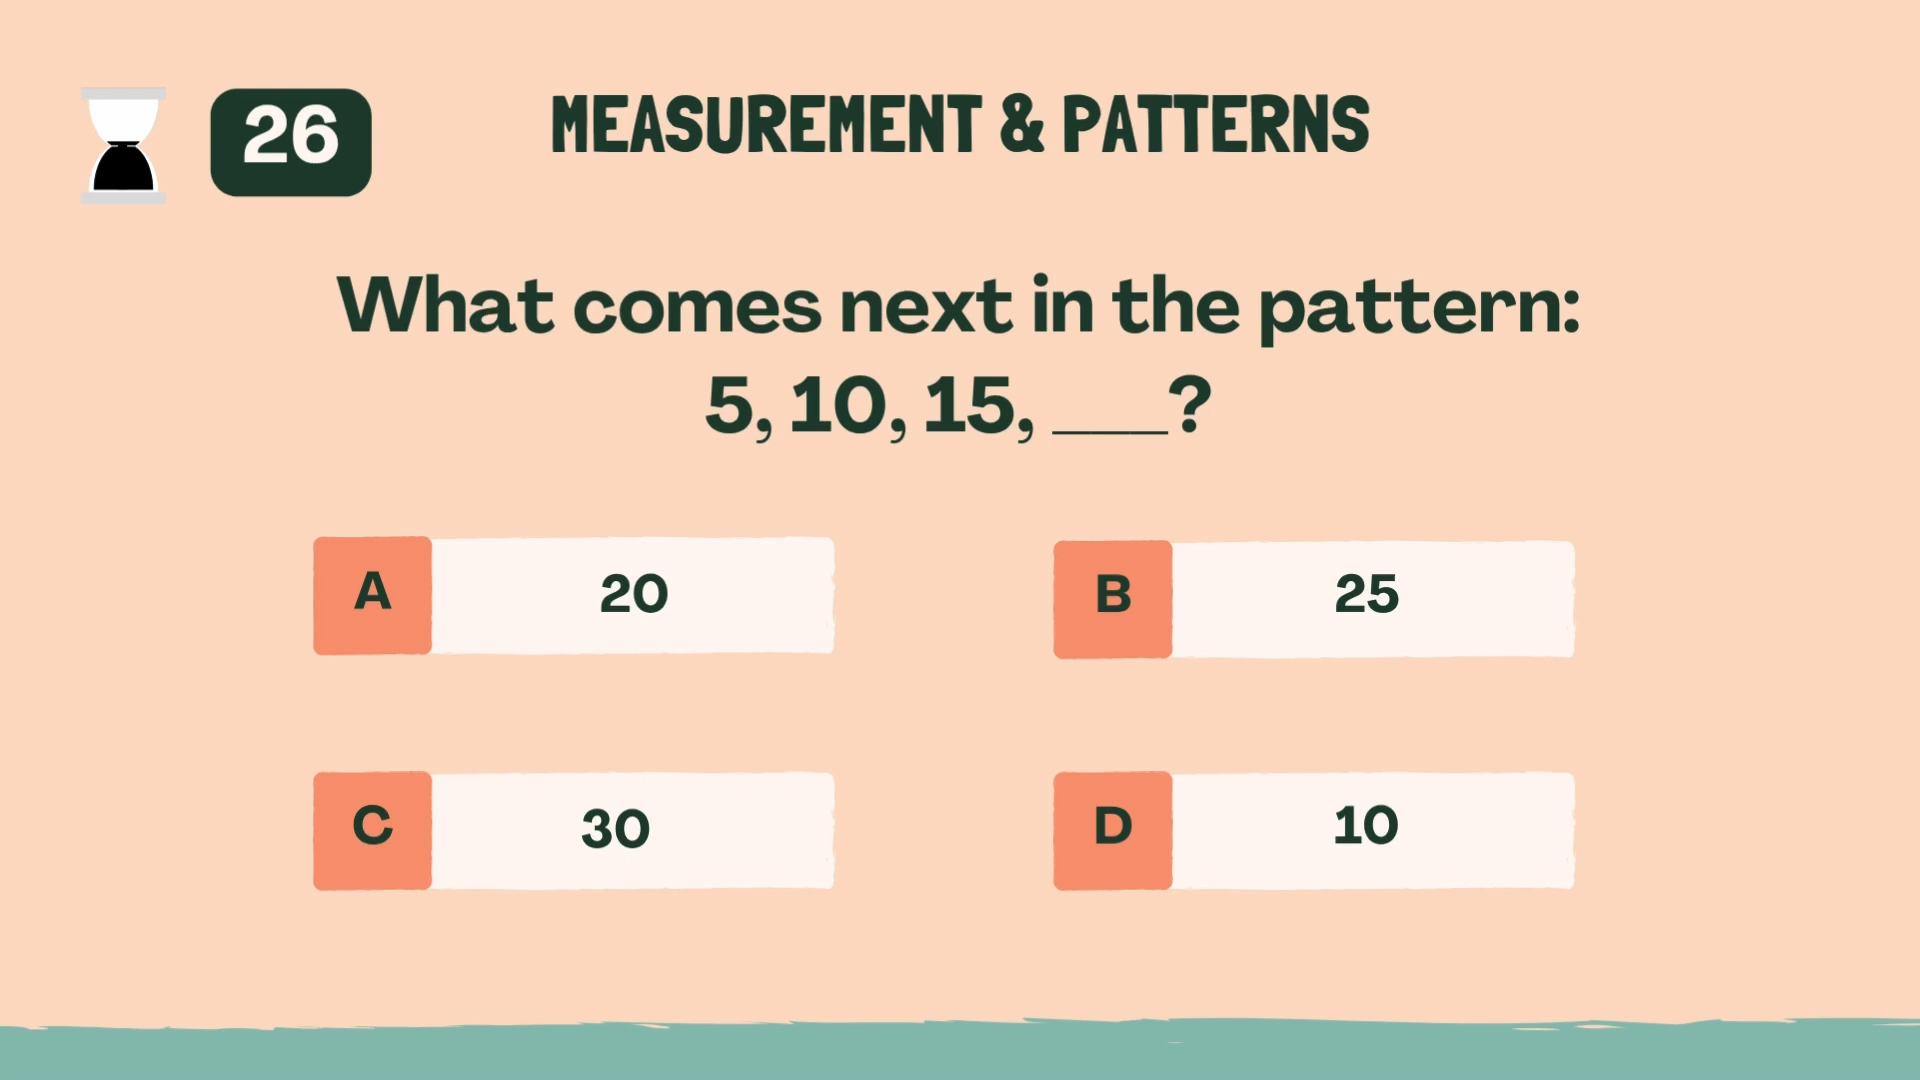 26
MEASUREMENT & PATTERNS
What comes next in the pattern:
5, 10, 15, ___?
A 20
B 25
C 30
D 10